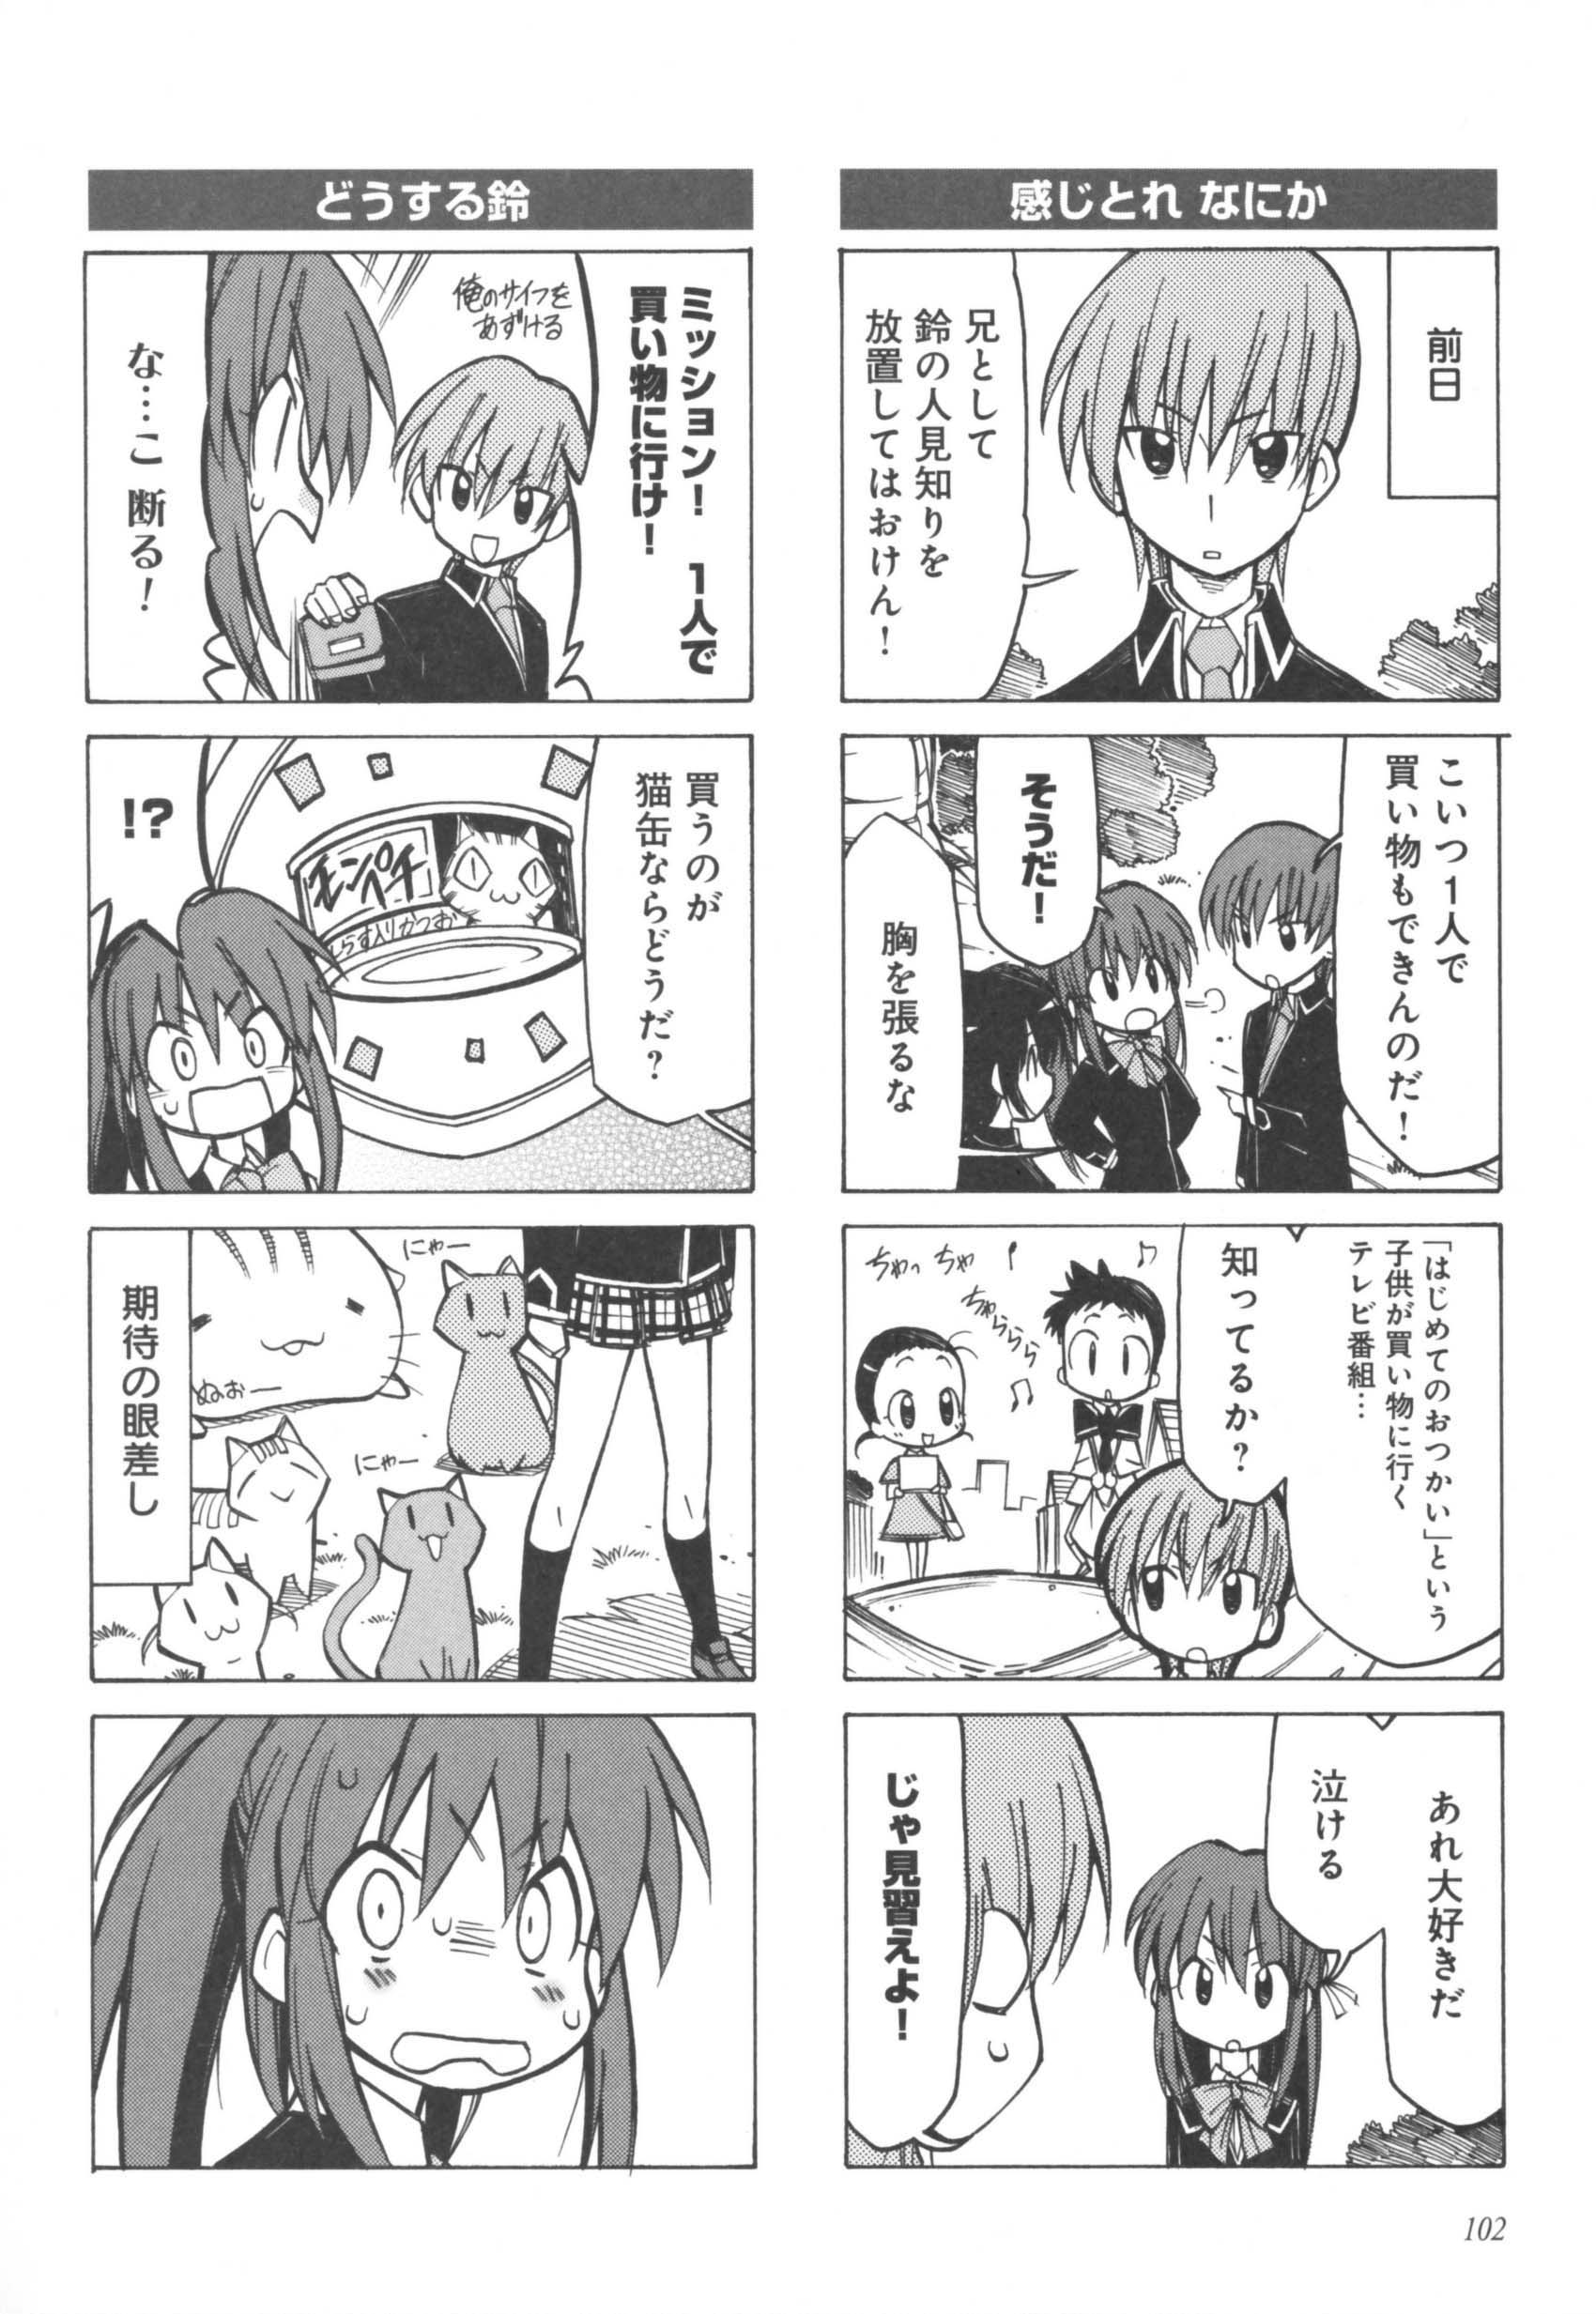 感じとれ なにか
前日
兄として
鈴の人見知りを
放置してはおけん！
こいつ1人で
買い物もできんのだ！
そうだ！
胸を張るな
「はじめてのおつかい」という
子供が買い物に行く
テレビ番組…
知ってるか？
ちゃっ ちゃ
ちゃららら
あれ大好きだ
泣ける
じゃ見習えよ！
どうする鈴
ミッション！ 1人で
買い物に行け！
俺のサイフを
あずける
な…こ 断る！
買うのが
猫缶ならどうだ？
モンペチ
しらす入りかつお
!?
にゃー
ぬおー
にゃー
期待の眼差し
102